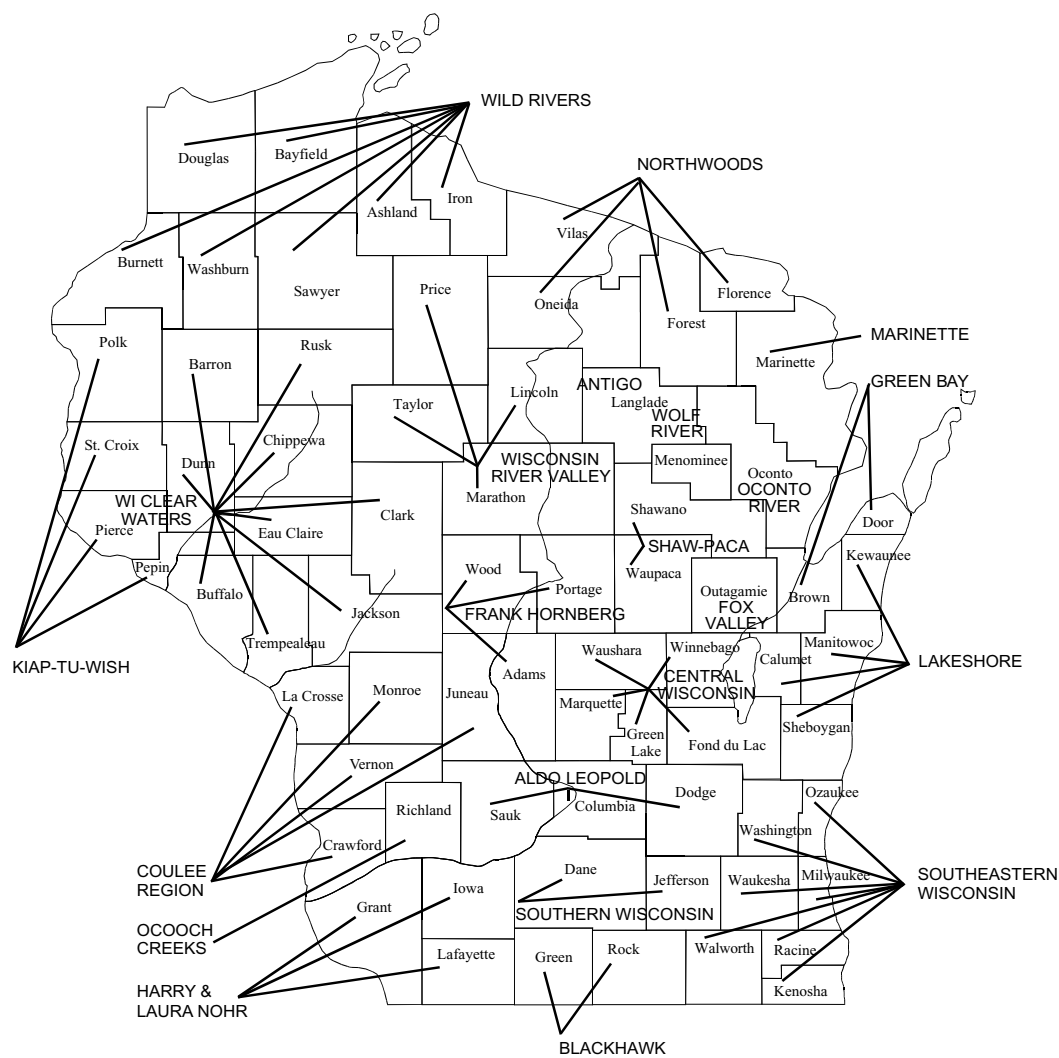 WILD RIVERS
Douglas
Bayfield
NORTHWOODS
Iron
Ashland
Vilas
Burnett
Washburn
Sawyer
Price
Florence
Oneida
Forest
MARINETTE
Polk
Rusk
Barron
Marinette
GREEN BAY
ANTIGO
Lincoln
Langlade
Taylor
WOLF
RIVER
St. Croix
Chippewa
Dunn
WISCONSIN
RIVER VALLEY
Menominee
Oconto
OCONTO
RIVER
Marathon
WI CLEAR
WATERS
Clark
Shawano
Door
Pierce
Eau Claire
SHAW-PACA
Kewaunee
Pepin
Wood
Waupaca
Buffalo
Portage
Outagamie
Brown
Jackson
FRANK HORNBERG
FOX
VALLEY
Trempealeau
KIAP-TU-WISH
Waushara
Winnebago
Manitowoc
Calumet
LAKESHORE
Adams
CENTRAL
WISCONSIN
La Crosse
Monroe
Juneau
Marquette
Green
Lake
Fond du Lac
Sheboygan
Vernon
ALDO LEOPOLD
Dodge
Ozaukee
Richland
Sauk
Columbia
Washington
Crawford
COULEE
REGION
Dane
Jefferson
Waukesha
Milwaukee
SOUTHEASTERN
WISCONSIN
Iowa
Grant
SOUTHERN WISCONSIN
OCOOCH
CREEKS
Lafayette
Green
Rock
Walworth
Racine
HARRY &
LAURA NOHR
Kenosha
BLACKHAWK